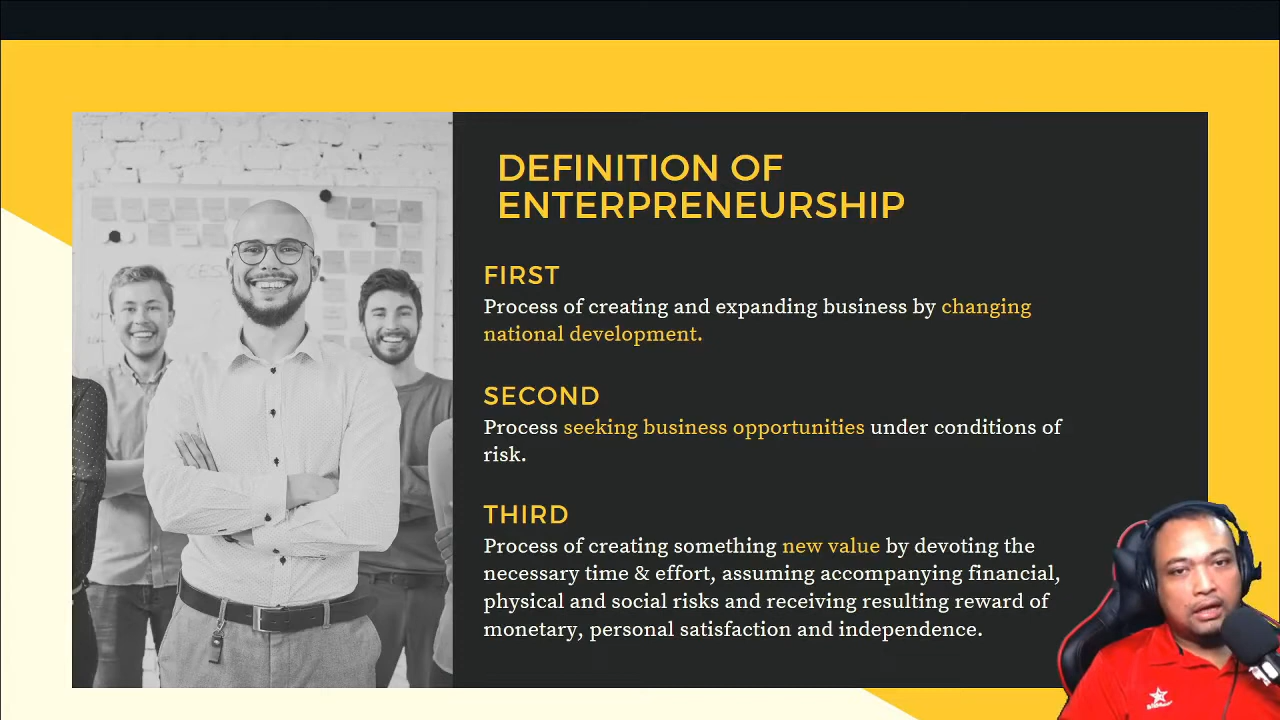 DEFINITION OF
ENTERPRENEURSHIP
FIRST
Process of creating and expanding business by changing
national development.
SECOND
Process seeking business opportunities under conditions of
risk.
THIRD
Process of creating something new value by devoting the
necessary time & effort, assuming accompanying financial,
physical and social risks and receiving resulting reward of
monetary, personal satisfaction and independence.